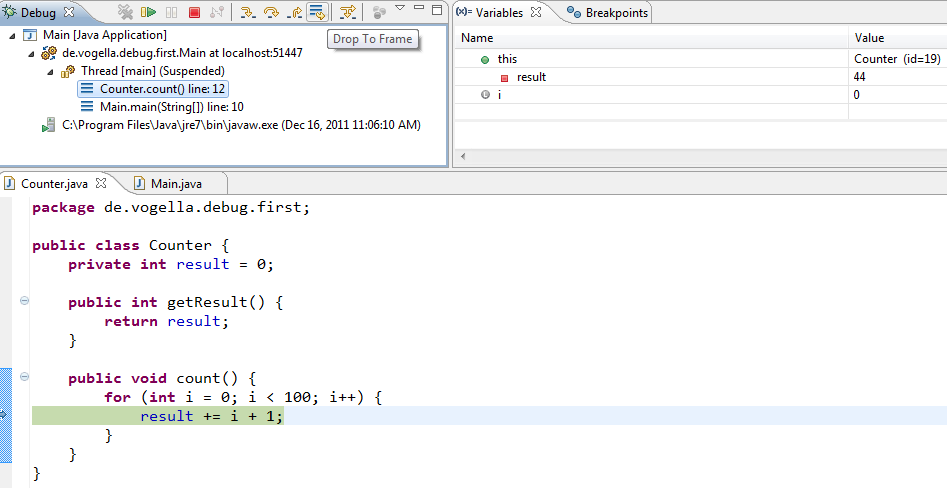 Debug
Drop To Frame
Main [Java Application]
de.vogella.debug.first.Main at localhost:51447
Thread [main] (Suspended)
Counter.count() line: 12
Main.main(String[]) line: 10
C:\Program Files\Java\jre7\bin\javaw.exe (Dec 16, 2011 11:06:10 AM)
(x)= Variables Breakpoints
Name Value
this Counter (id=19)
result 44
i 0
Counter.java Main.java
package de.vogella.debug.first;
public class Counter {
private int result = 0;
public int getResult() {
return result;
}
public void count() {
for (int i = 0; i < 100; i++) {
result += i + 1;
}
}
}